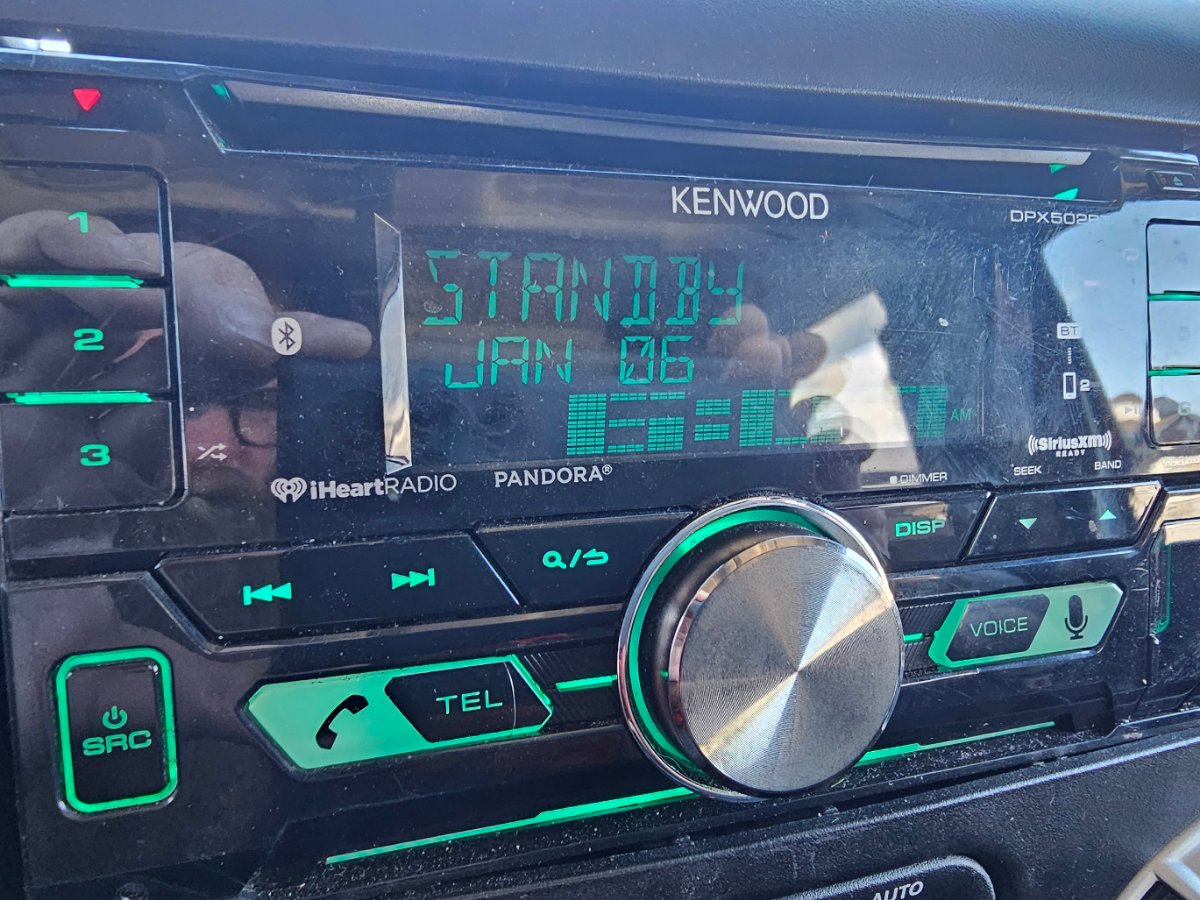 KENWOOD
1
2
3
STANDBY
JAN 06
AM
BT
2
((SiriusXM))
READY
iHeartRADIO
PANDORA®
DIMMER
SEEK
BAND
DISP
VOICE
TEL
SRC
AUTO